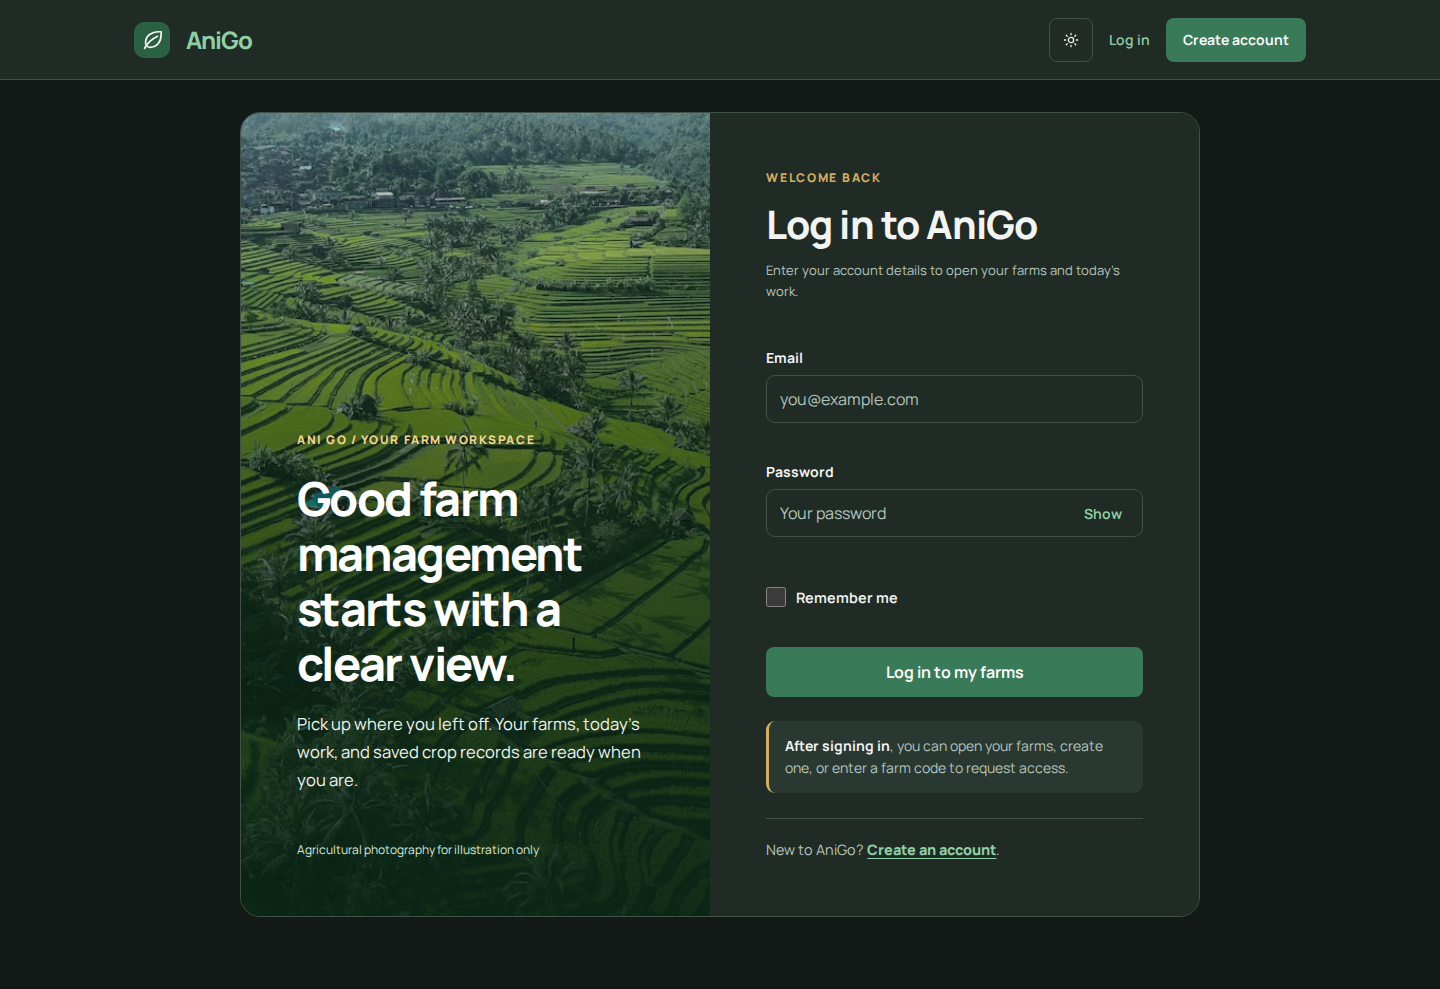 AniGo
Log in
Create account
ANI GO / YOUR FARM WORKSPACE
Good farm
management
starts with a
clear view.
Pick up where you left off. Your farms, today's
work, and saved crop records are ready when
you are.
Agricultural photography for illustration only
WELCOME BACK
Log in to AniGo
Enter your account details to open your farms and today's
work.
Email
you@example.com
Password
Your password
Show
Remember me
Log in to my farms
After signing in, you can open your farms, create
one, or enter a farm code to request access.
New to AniGo? Create an account.